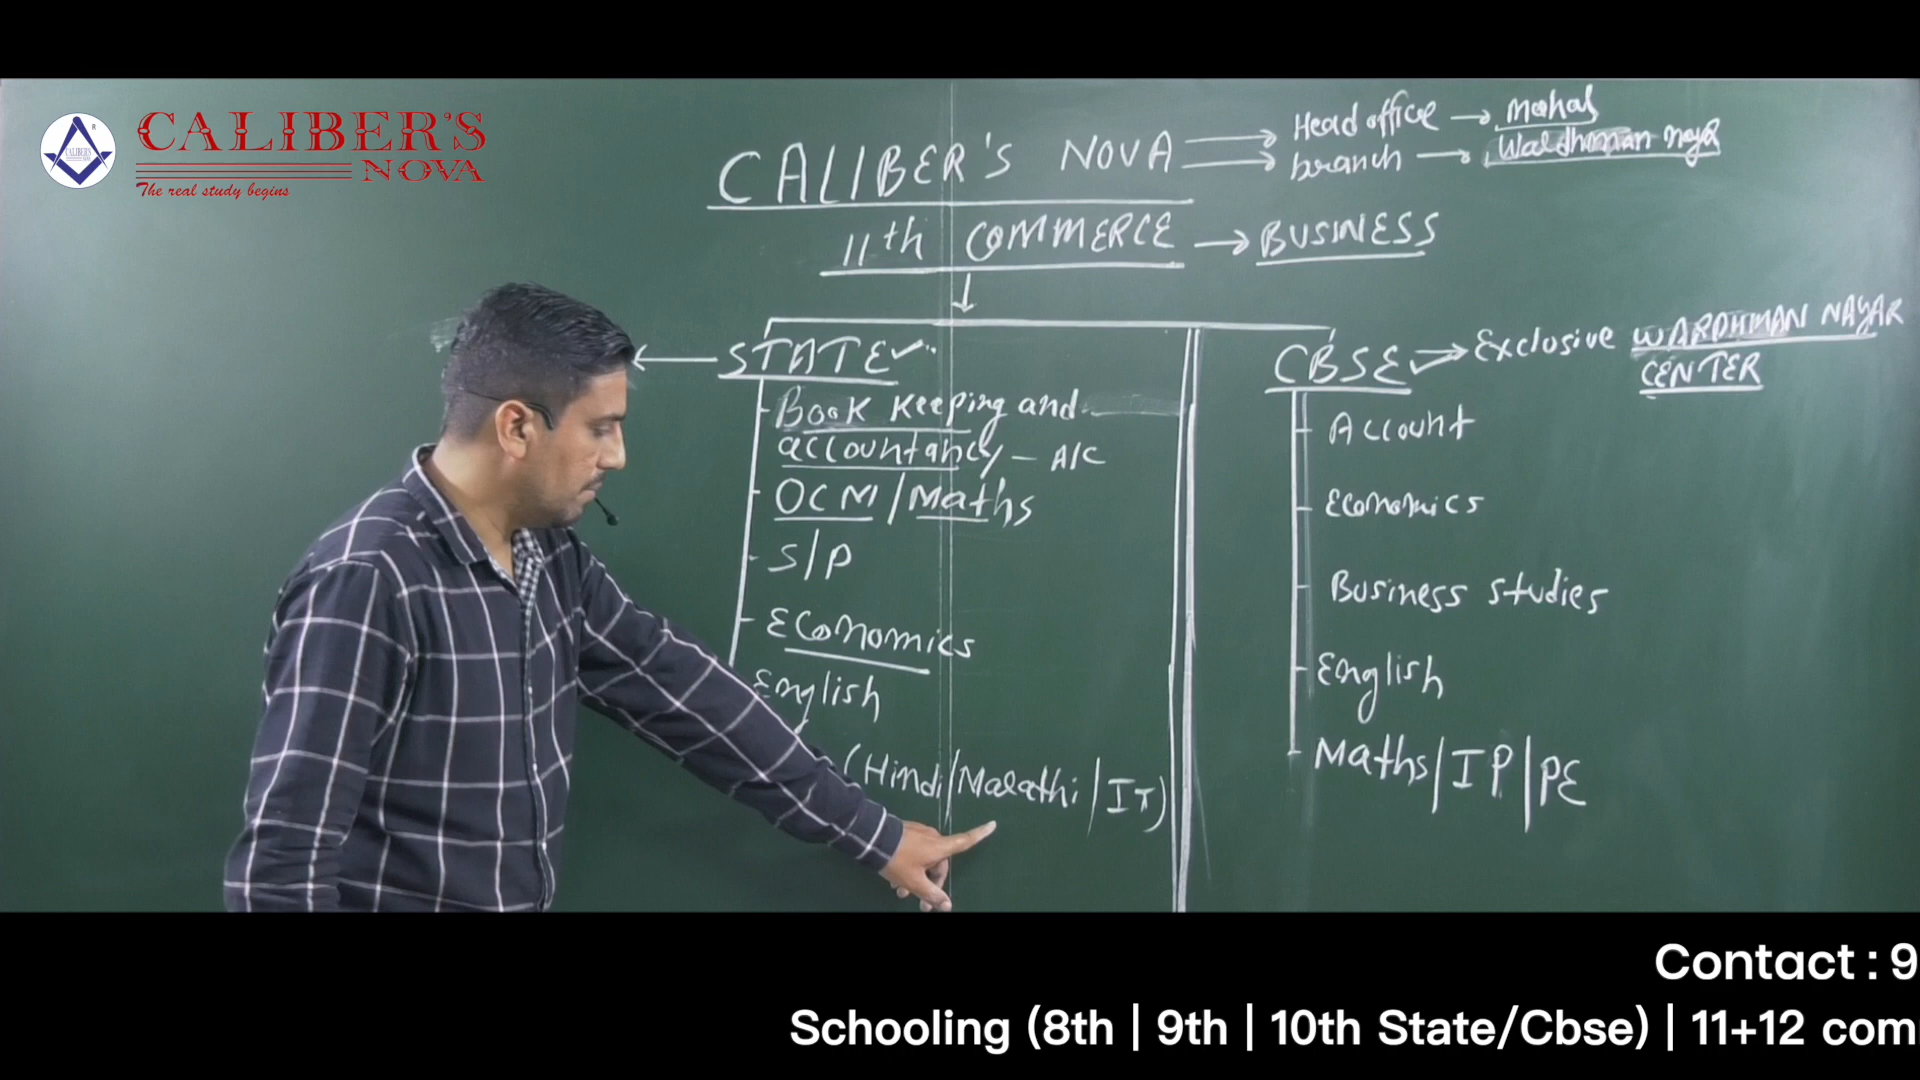 CALIBER'S
NOVA
The real study begins
CALIBER'S NOVA
Head office → Mahal
branch → Wardhman nagar
11th COMMERCE → BUSINESS
STATE
Book Keeping and
accountancy - A/C
OCM / Maths
S/P
Economics
English
(Hindi/Marathi/IT)
CBSE → Exclusive WARDHMAN NAGAR
CENTER
Account
Economics
Business studies
English
Maths/IP/PE
Contact : 9
Schooling (8th | 9th | 10th State/Cbse) | 11+12 com